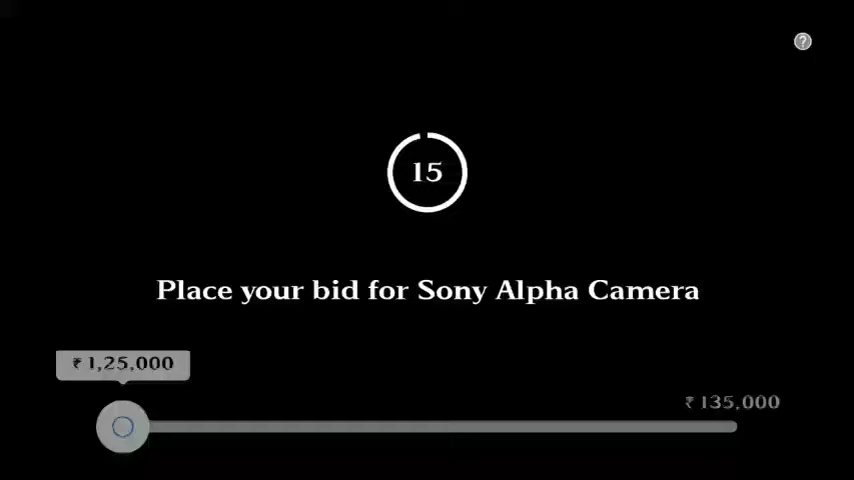 ?
15
Place your bid for Sony Alpha Camera
₹ 1,25,000
₹ 135,000